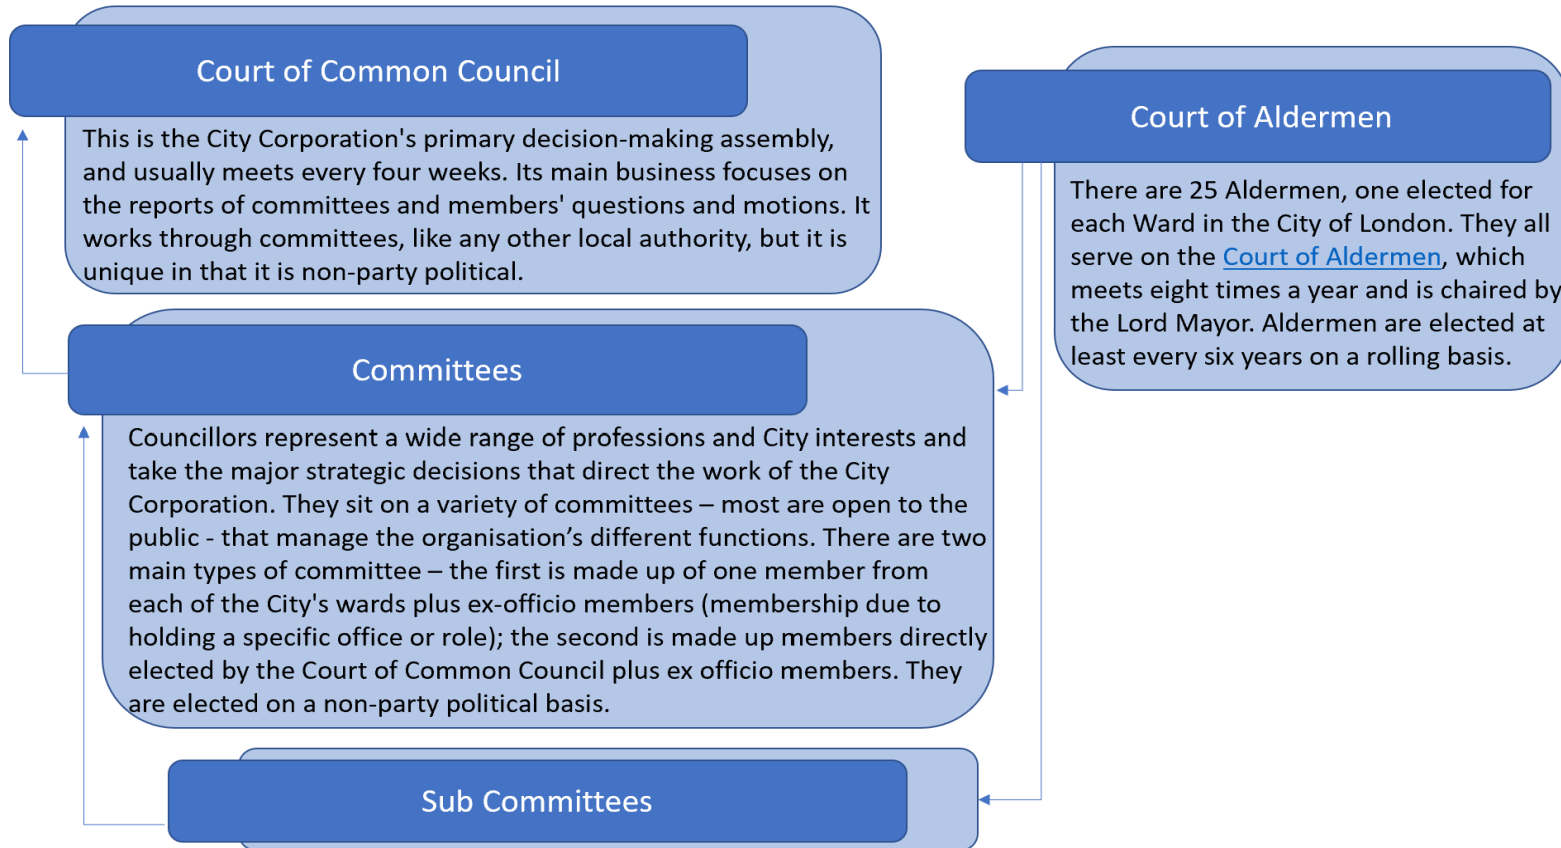 Court of Common Council
This is the City Corporation's primary decision-making assembly,
and usually meets every four weeks. Its main business focuses on
the reports of committees and members' questions and motions. It
works through committees, like any other local authority, but it is
unique in that it is non-party political.
Court of Aldermen
There are 25 Aldermen, one elected for
each Ward in the City of London. They all
serve on the Court of Aldermen, which
meets eight times a year and is chaired by
the Lord Mayor. Aldermen are elected at
least every six years on a rolling basis.
Committees
Councillors represent a wide range of professions and City interests and
take the major strategic decisions that direct the work of the City
Corporation. They sit on a variety of committees – most are open to the
public - that manage the organisation’s different functions. There are two
main types of committee – the first is made up of one member from
each of the City's wards plus ex-officio members (membership due to
holding a specific office or role); the second is made up members directly
elected by the Court of Common Council plus ex officio members. They
are elected on a non-party political basis.
Sub Committees